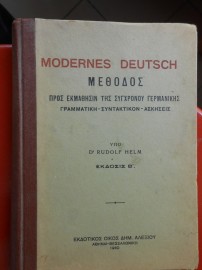 MODERNES DEUTSCH
ΜΕΘΟΔΟΣ
ΠΡΟΣ ΕΚΜΑΘΗΣΙΝ ΤΗΣ ΣΥΓΧΡΟΝΟΥ ΓΕΡΜΑΝΙΚΗΣ
ΓΡΑΜΜΑΤΙΚΗ - ΣΥΝΤΑΚΤΙΚΟΝ - ΑΣΚΗΣΕΙΣ
ΥΠΟ
Dr RUDOLF HELM
ΕΚΔΟΣΙΣ Β'.
ΕΚΔΟΤΙΚΟΣ ΟΙΚΟΣ ΔΗΜ.